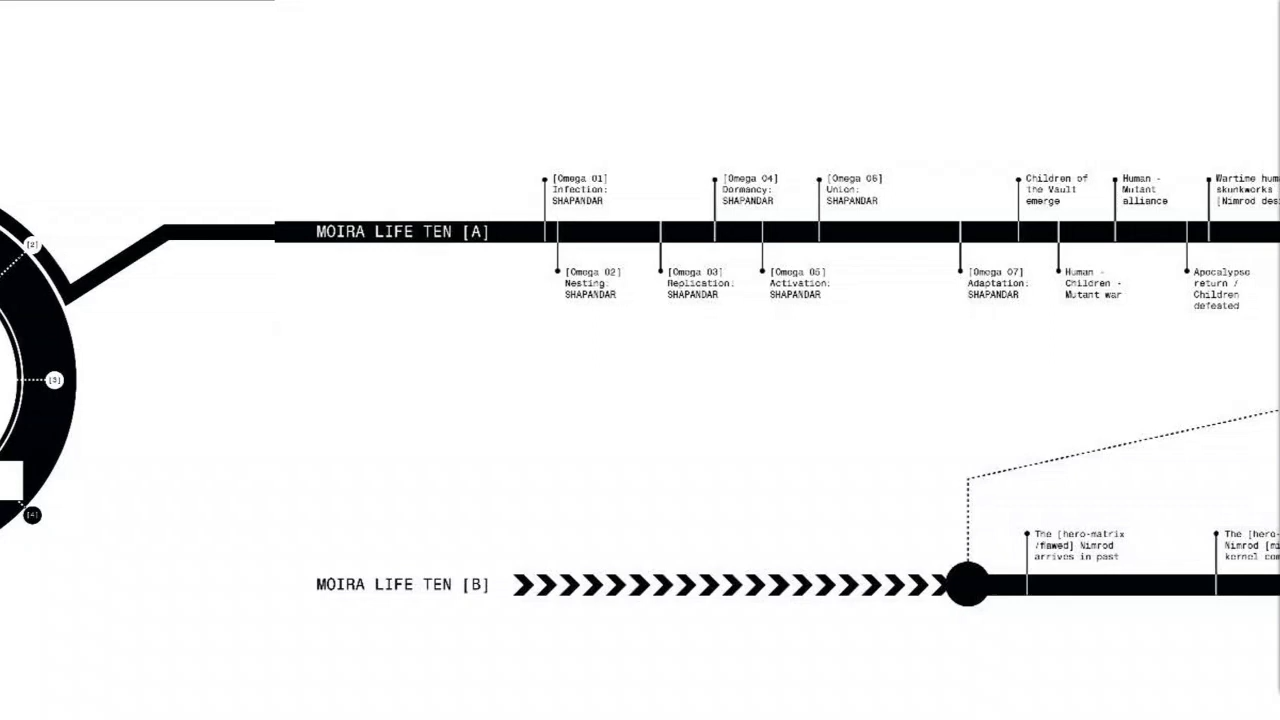 [Omega 01]
Infection:
SHAPANDAR
[Omega 04]
Dormancy:
SHAPANDAR
[Omega 06]
Union:
SHAPANDAR
Children of
the Vault
emerge
Human -
Mutant
alliance
Wartime hum
skunkworks
[Nimrod des
[2]
MOIRA LIFE TEN [A]
[Omega 02]
Nesting:
SHAPANDAR
[Omega 03]
Replication:
SHAPANDAR
[Omega 05]
Activation:
SHAPANDAR
[Omega 07]
Adaptation:
SHAPANDAR
Human -
Children -
Mutant war
Apocalypse
return /
Children
defeated
[3]
[4]
The [hero-matrix
/flawed] Nimrod
arrives in past
The [hero-
Nimrod [mi
kernel com
MOIRA LIFE TEN [B]